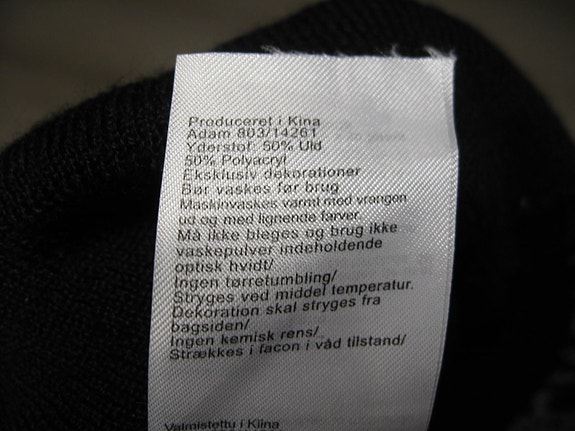 Produceret i Kina
Adam 803/14261
Yderstof: 50% Uld
50% Polyacryl
Eksklusiv dekorationer
Bør vaskes før brug
Maskinvaskes varmt med vrangen
ud og med lignende farver.
Må ikke bleges og brug ikke
vaskepulver indeholdende
optisk hvidt/
Ingen tørretumbling/
Stryges ved middel temperatur.
Dekoration skal stryges fra
bagsiden/
Ingen kemisk rens/
Strækkes i facon i våd tilstand/
Valmistettu i Kiina